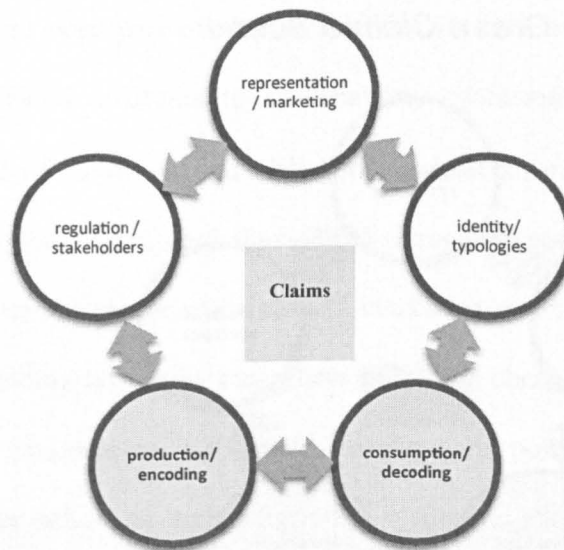 representation
/ marketing
regulation /
stakeholders
identity/
typologies
Claims
production/
encoding
consumption/
decoding